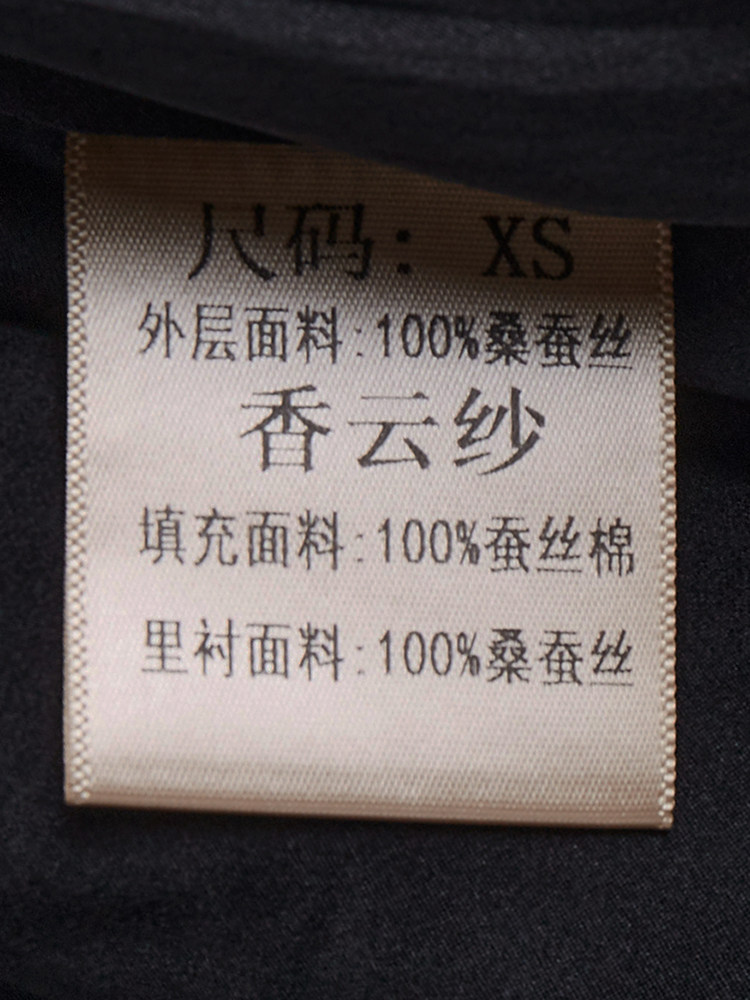 尺码: XS
外层面料:100%桑蚕丝
香云纱
填充面料:100%蚕丝棉
里衬面料:100%桑蚕丝